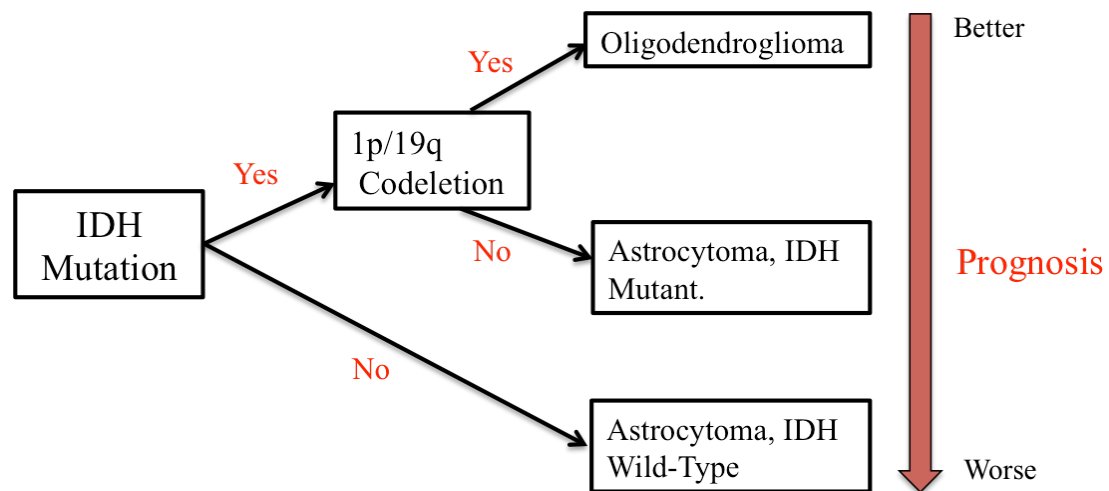 IDH
Mutation
Yes
No
1p/19q
Codeletion
Yes
No
Oligodendroglioma
Astrocytoma, IDH
Mutant.
Astrocytoma, IDH
Wild-Type
Better
Prognosis
Worse